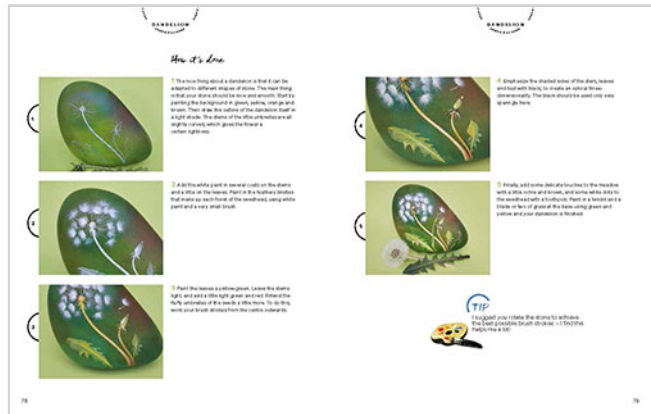 DANDELION
How it's done
1 The nice thing about a dandelion is that it can be
adapted to different shapes of stone. The main thing
is that your stone should be nice and smooth. Start by
painting the background in green, yellow, orange and
brown. Then draw the outline of the dandelion itself in
a light shade. The stems of the little umbrellas are all
slightly curved, which gives the flower a
certain lightness.
1
2 Add the white paint in several coats on the stems
and a little on the leaves. Paint in the feathery bristles
that make up each floret of the seedhead, using white
paint and a very small brush.
2
3 Paint the leaves a yellow-green. Leave the stems
light, and add a little light green and red. Extend the
fluffy umbrellas of the seeds a little more. To do this,
work your brush strokes from the centre outwards.
3
78
DANDELION
4 Emphasize the shaded sides of the stem, leaves
and bud with black, to create an optical three-
dimensionality. The black should be used only very
sparingly here.
4
5 Finally, add some delicate touches to the meadow
with a little ochre and brown, and some white dots to
the seedhead with a toothpick. Paint in a tendril and a
blade or two of grass at the base using green and
yellow and your dandelion is finished.
5
TIP
I suggest you rotate the stone to achieve
the best possible brush strokes – I find this
helps me a lot!
79